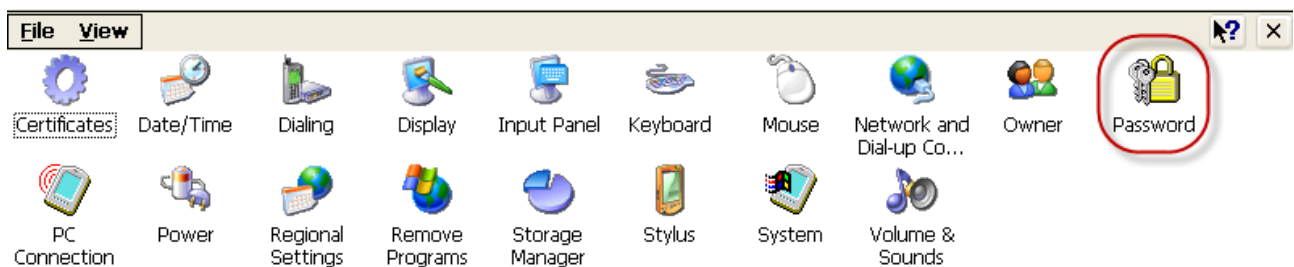 File View
Certificates Date/Time Dialing Display Input Panel Keyboard Mouse Network and Owner Password
Dial-up Co...
PC Power Regional Remove Storage Stylus System Volume &
Connection Settings Programs Manager Sounds